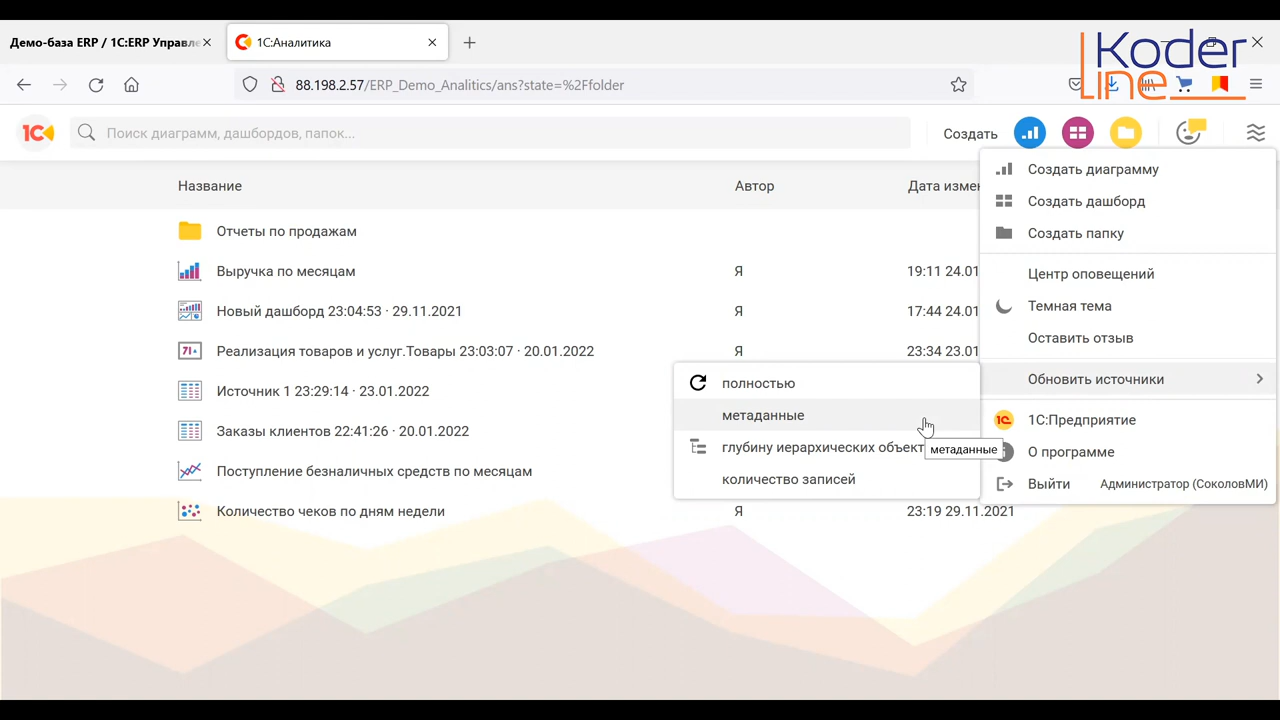 Демо-база ERP / 1С:ERP Управле
1С:Аналитика
Koder
Line
88.198.2.57/ERP_Demo_Analitics/ans?state=%2Ffolder
1С
Поиск диаграмм, дашбордов, папок...
Создать
Название
Автор
Дата измен
Отчеты по продажам
Выручка по месяцам
Я
19:11 24.01
Новый дашборд 23:04:53 · 29.11.2021
Я
17:44 24.01
Реализация товаров и услуг.Товары 23:03:07 · 20.01.2022
Я
23:34 23.01
Источник 1 23:29:14 · 23.01.2022
Заказы клиентов 22:41:26 · 20.01.2022
Поступление безналичных средств по месяцам
Количество чеков по дням недели
Я
23:19 29.11.2021
Создать диаграмму
Создать дашборд
Создать папку
Центр оповещений
Темная тема
Оставить отзыв
Обновить источники
1С:Предприятие
О программе
Выйти
Администратор (СоколовМИ)
полностью
метаданные
глубину иерархических объект
количество записей
метаданные